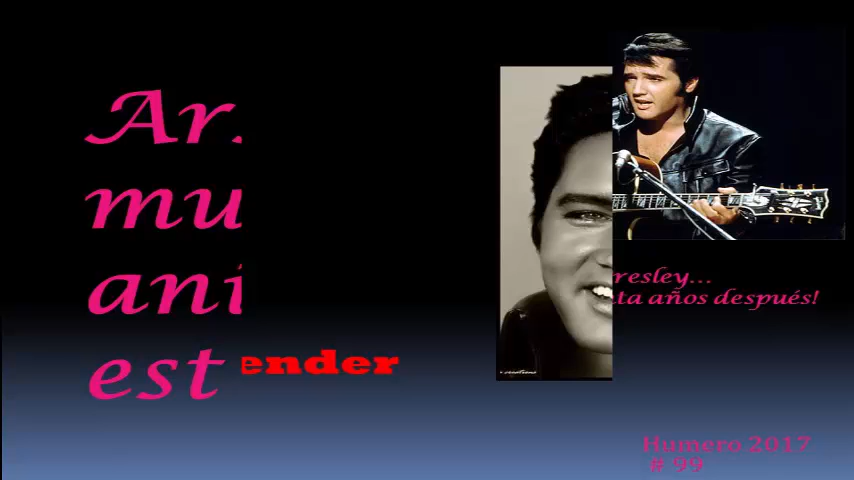 Ar.
mu
ani
est
ender
resley...
ta años después!
Humero 2017
# 99